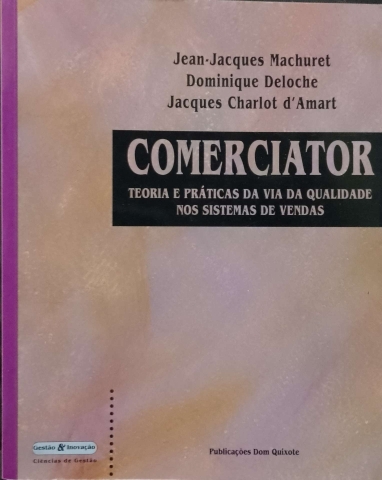 Jean-Jacques Machuret
Dominique Deloche
Jacques Charlot d'Amart
COMERCIATOR
TEORIA E PRÁTICAS DA VIA DA QUALIDADE
NOS SISTEMAS DE VENDAS
Gestão & Inovação
Ciências de Gestão
Publicações Dom Quixote